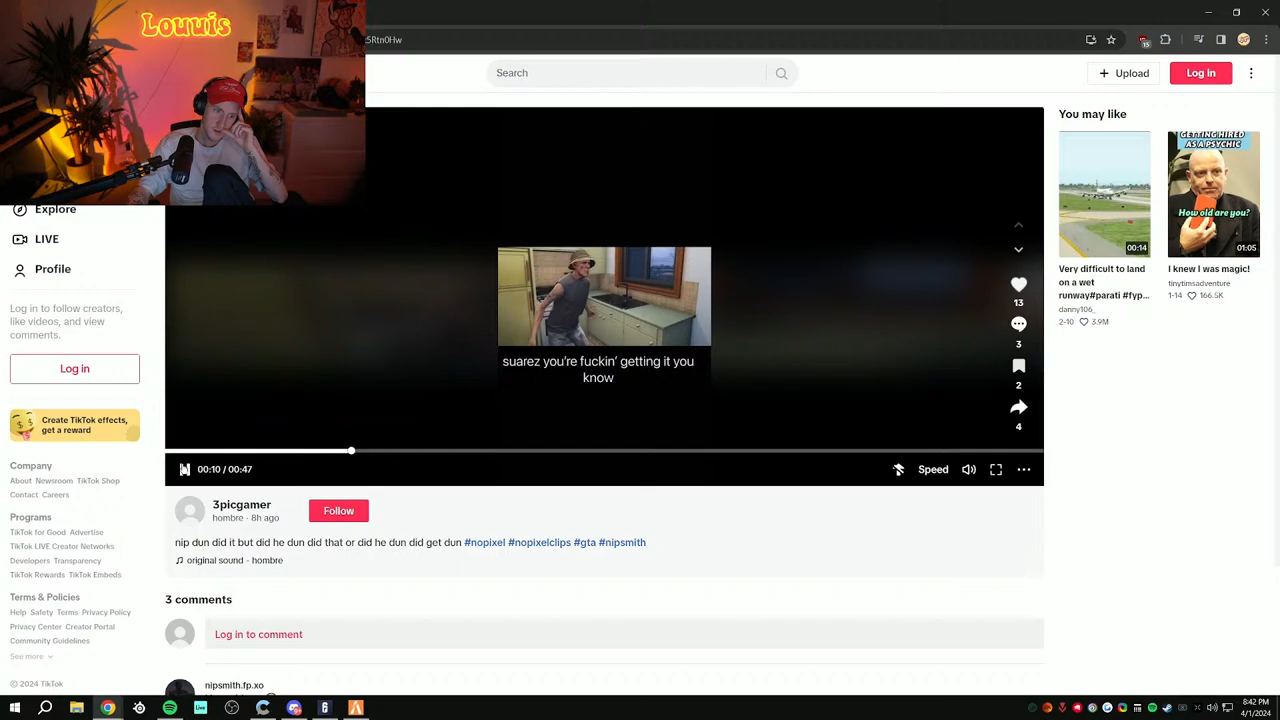 Louuis
5Rtn0Hw
15
Search
Upload
Log in
Explore
LIVE
Profile
Log in to follow creators,
like videos, and view
comments.
Log in
Create TikTok effects,
get a reward
Company
About Newsroom TikTok Shop
Contact Careers
Programs
TikTok for Good Advertise
TikTok LIVE Creator Networks
Developers Transparency
TikTok Rewards TikTok Embeds
Terms & Policies
Help Safety Terms Privacy Policy
Privacy Center Creator Portal
Community Guidelines
See more
© 2024 TikTok
suarez you're fuckin' getting it you
know
13
3
2
4
00:10 / 00:47
Speed
3picgamer
hombre · 8h ago
Follow
nip dun did it but did he dun did that or did he dun did get dun #nopixel #nopixelclips #gta #nipsmith
original sound - hombre
3 comments
Log in to comment
nipsmith.fp.xo
You may like
00:14
Very difficult to land
on a wet
runway#parati #fyp...
danny106_
2-10 3.9M
GETTING HIRED
AS A PSYCHIC
How old are you?
01:05
I knew I was magic!
tinytimsadventure
1-14 166.5K
Live
8:42 PM
4/1/2024